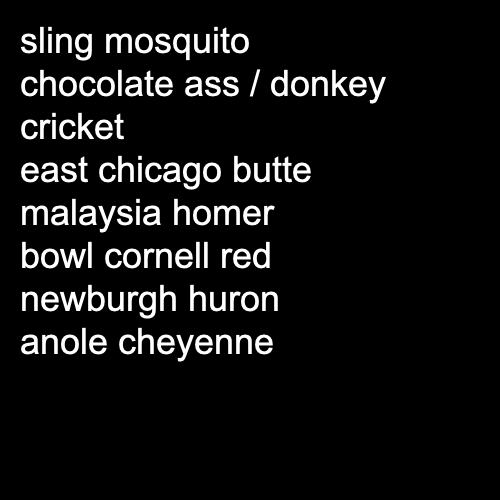 sling mosquito
chocolate ass / donkey
cricket
east chicago butte
malaysia homer
bowl cornell red
newburgh huron
anole cheyenne